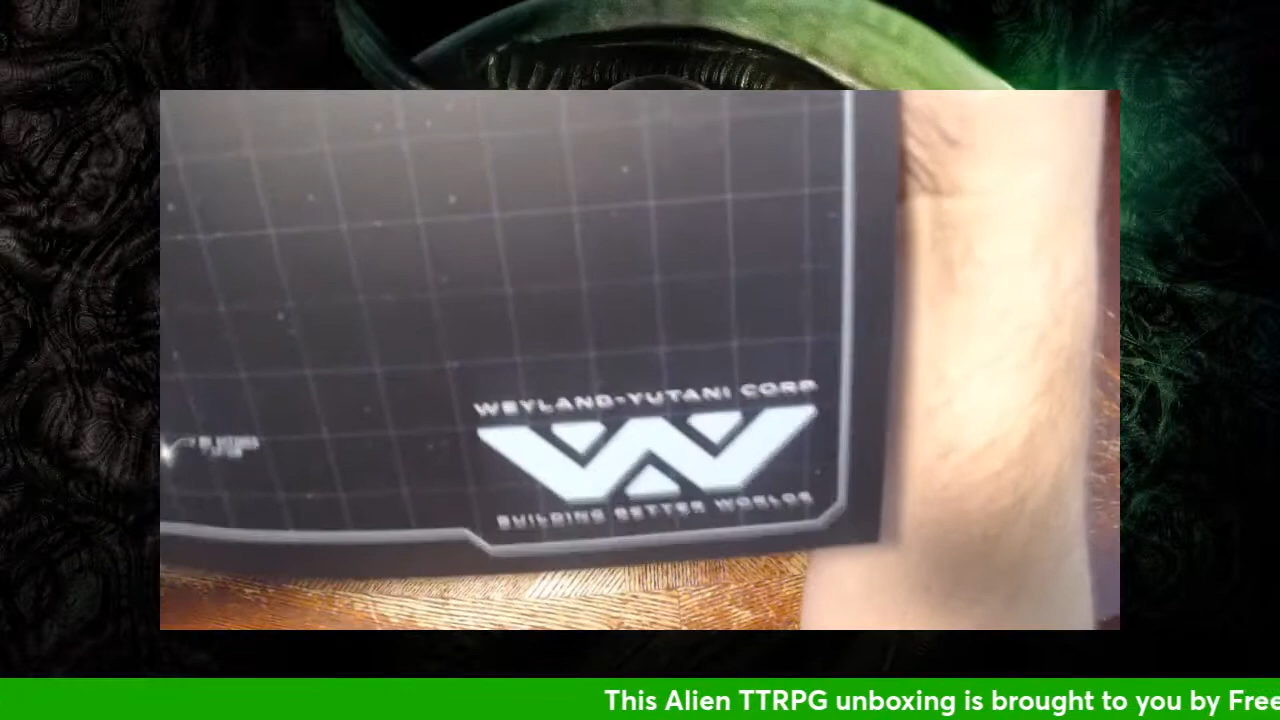 WEYLAND-YUTANI CORP
BUILDING BETTER WORLDS
This Alien TTRPG unboxing is brought to you by Free